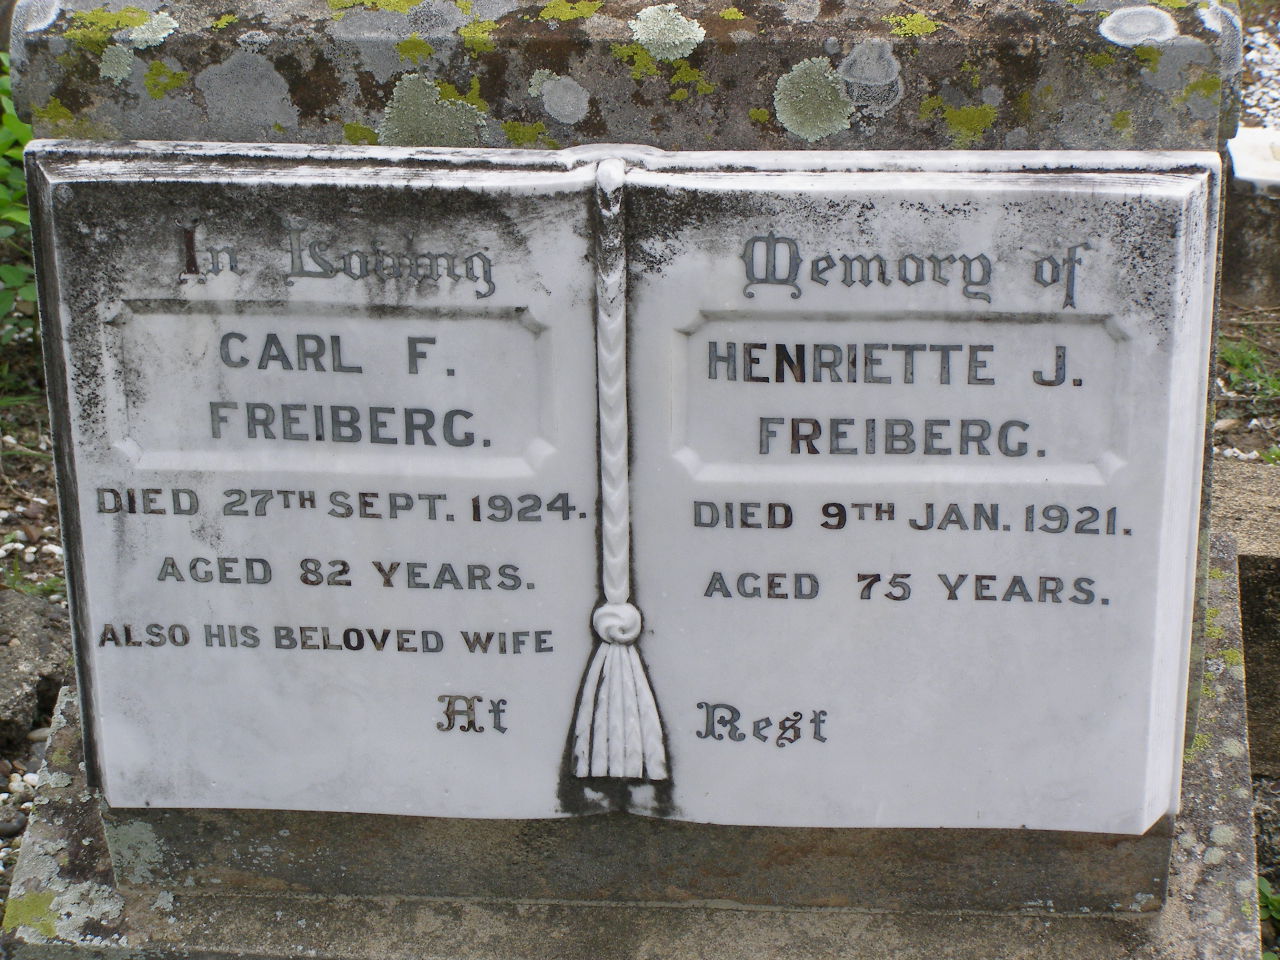 In Loving
CARL F.
FREIBERG.
DIED 27TH SEPT. 1924.
AGED 82 YEARS.
ALSO HIS BELOVED WIFE
At
Memory of
HENRIETTE J.
FREIBERG.
DIED 9TH JAN. 1921.
AGED 75 YEARS.
Rest